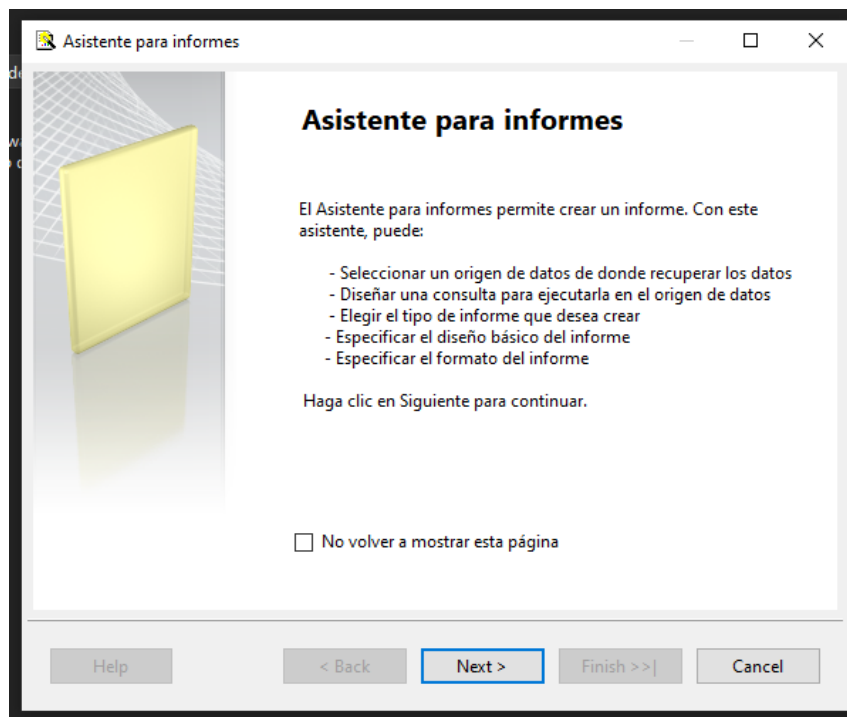 Asistente para informes
Asistente para informes
El Asistente para informes permite crear un informe. Con este
asistente, puede:
- Seleccionar un origen de datos de donde recuperar los datos
- Diseñar una consulta para ejecutarla en el origen de datos
- Elegir el tipo de informe que desea crear
- Especificar el diseño básico del informe
- Especificar el formato del informe
Haga clic en Siguiente para continuar.
No volver a mostrar esta página
Help
< Back
Next >
Finish >>|
Cancel